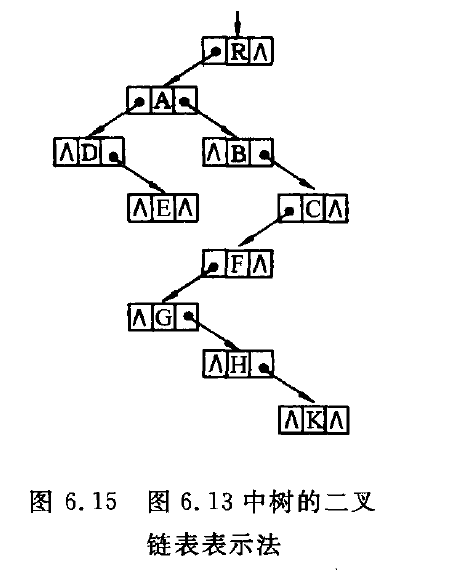 R ∧
A
∧ D
∧ B
∧ E ∧
C ∧
F ∧
∧ G
∧ H
∧ K ∧
图 6.15 图 6.13 中树的二叉
链表表示法